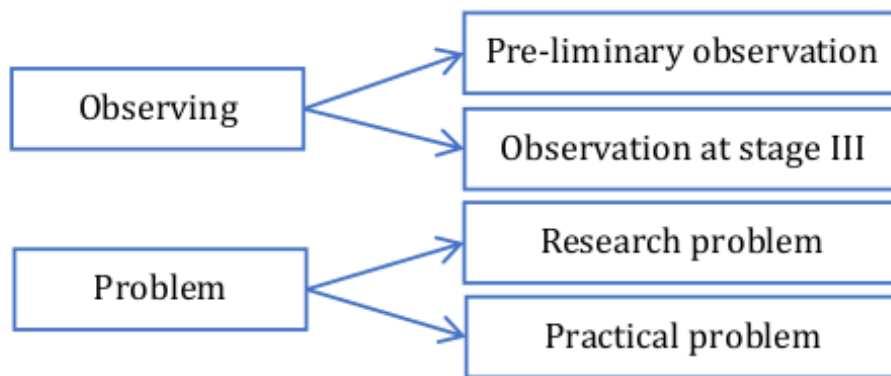 Observing
Pre-liminary observation
Observation at stage III
Problem
Research problem
Practical problem